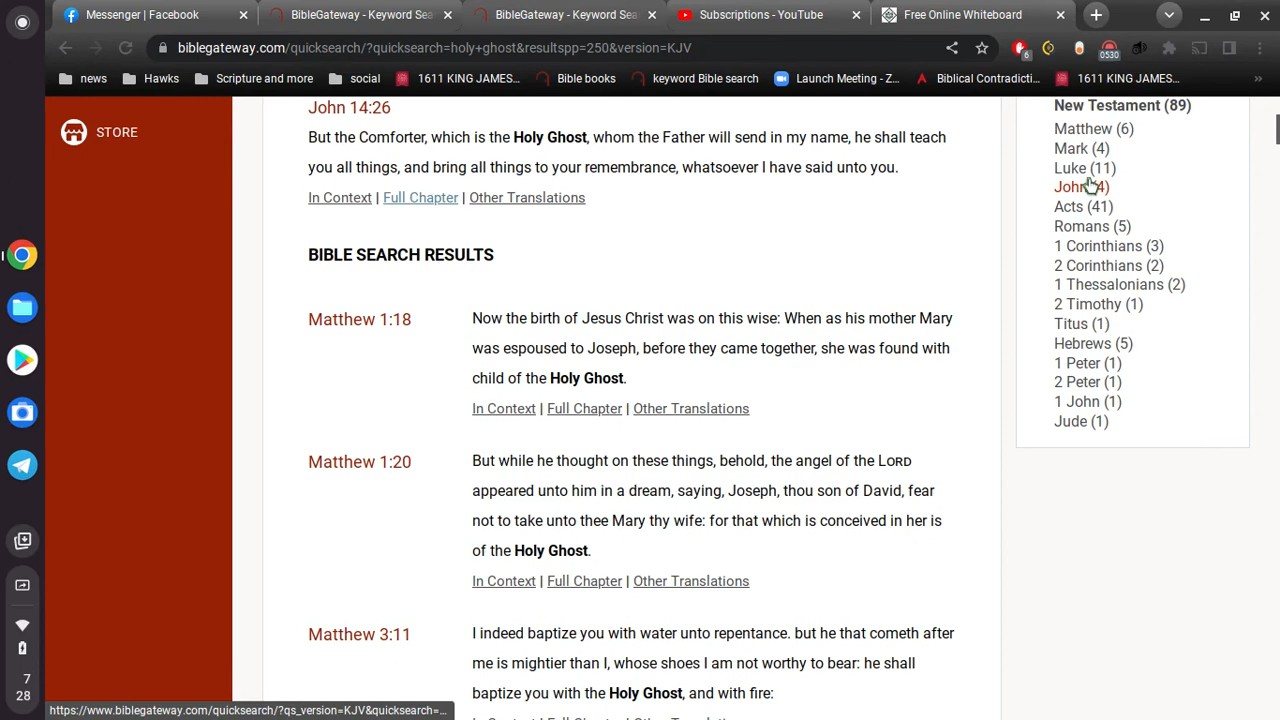 Messenger | Facebook
BibleGateway - Keyword Sea
BibleGateway - Keyword Sea
Subscriptions - YouTube
Free Online Whiteboard
biblegateway.com/quicksearch/?quicksearch=holy+ghost&resultspp=250&version=KJV
6
0530
news
Hawks
Scripture and more
social
1611 KING JAMES...
Bible books
keyword Bible search
Launch Meeting - Z...
Biblical Contradicti...
1611 KING JAMES...
»
STORE
John 14:26
But the Comforter, which is the Holy Ghost, whom the Father will send in my name, he shall teach
you all things, and bring all things to your remembrance, whatsoever I have said unto you.
In Context | Full Chapter | Other Translations
BIBLE SEARCH RESULTS
Matthew 1:18
Now the birth of Jesus Christ was on this wise: When as his mother Mary
was espoused to Joseph, before they came together, she was found with
child of the Holy Ghost.
In Context | Full Chapter | Other Translations
Matthew 1:20
But while he thought on these things, behold, the angel of the LORD
appeared unto him in a dream, saying, Joseph, thou son of David, fear
not to take unto thee Mary thy wife: for that which is conceived in her is
of the Holy Ghost.
In Context | Full Chapter | Other Translations
Matthew 3:11
I indeed baptize you with water unto repentance. but he that cometh after
me is mightier than I, whose shoes I am not worthy to bear: he shall
baptize you with the Holy Ghost, and with fire:
New Testament (89)
Matthew (6)
Mark (4)
Luke (11)
John (4)
Acts (41)
Romans (5)
1 Corinthians (3)
2 Corinthians (2)
1 Thessalonians (2)
2 Timothy (1)
Titus (1)
Hebrews (5)
1 Peter (1)
2 Peter (1)
1 John (1)
Jude (1)
7
28
https://www.biblegateway.com/quicksearch/?qs_version=KJV&quicksearch=...